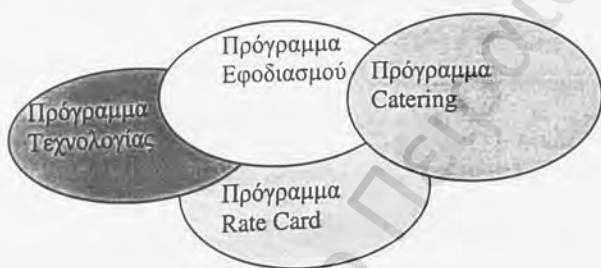 Πρόγραμμα
Εφοδιασμού
Πρόγραμμα
Catering
Πρόγραμμα
Τεχνολογίας
Πρόγραμμα
Rate Card